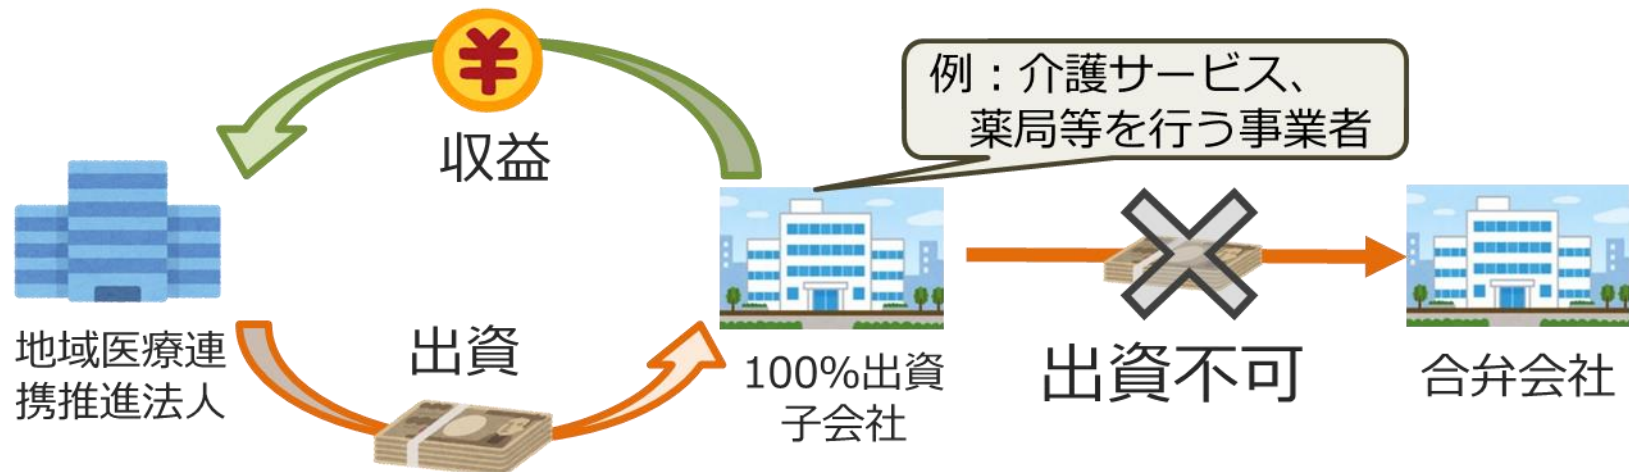 ¥
収益
例：介護サービス、
薬局等を行う事業者
地域医療連
携推進法人
出資
100%出資
子会社
出資不可
合弁会社